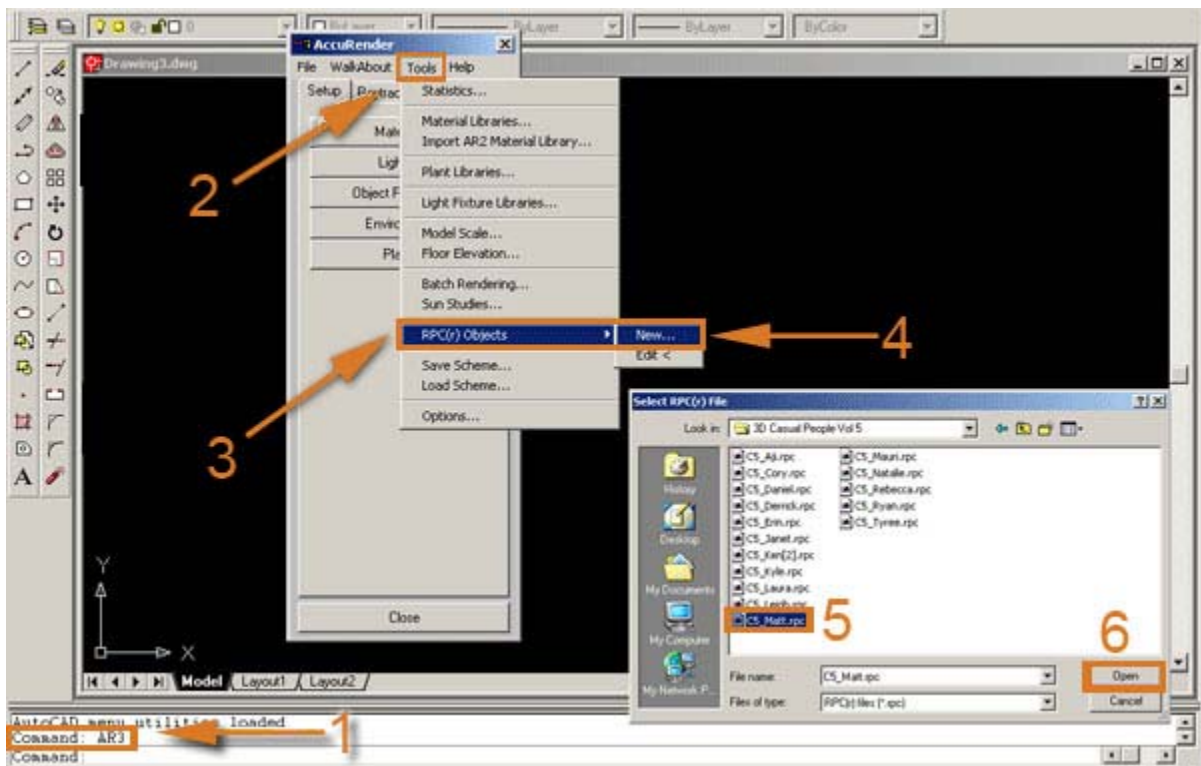 0
ByLayer
ByLayer
ByColor
Drawing3.dwg
AccuRender
File WalkAbout Tools Help
Setup
Statistics...
Material Libraries...
Import AR2 Material Library...
Plant Libraries...
Light Fixture Libraries...
Object F
Model Scale...
Floor Elevation...
Batch Rendering...
Sun Studies...
RPC(r) Objects
New...
Edit <
Save Scheme...
Load Scheme...
Options...
Close
2
3
4
Select RPC(r) File
Look in: 3D Casual People Vol 5
History
Desktop
My Documents
My Computer
My Network P...
C5_Aji.rpc
C5_Cory.rpc
C5_Daniel.rpc
C5_Derrick.rpc
C5_Erin.rpc
C5_Janet.rpc
C5_Ken[2].rpc
C5_Kyle.rpc
C5_Laura.rpc
C5_Leigh.rpc
C5_Matt.rpc
C5_Mauri.rpc
C5_Natalie.rpc
C5_Rebecca.rpc
C5_Ryan.rpc
C5_Tyree.rpc
5
6
File name: C5_Matt.rpc
Open
Files of type: RPC(r) files (*.rpc)
Cancel
Y
X
A
Model Layout1 Layout2
AutoCAD menu utilities loaded
Command: AR3
1
Command: